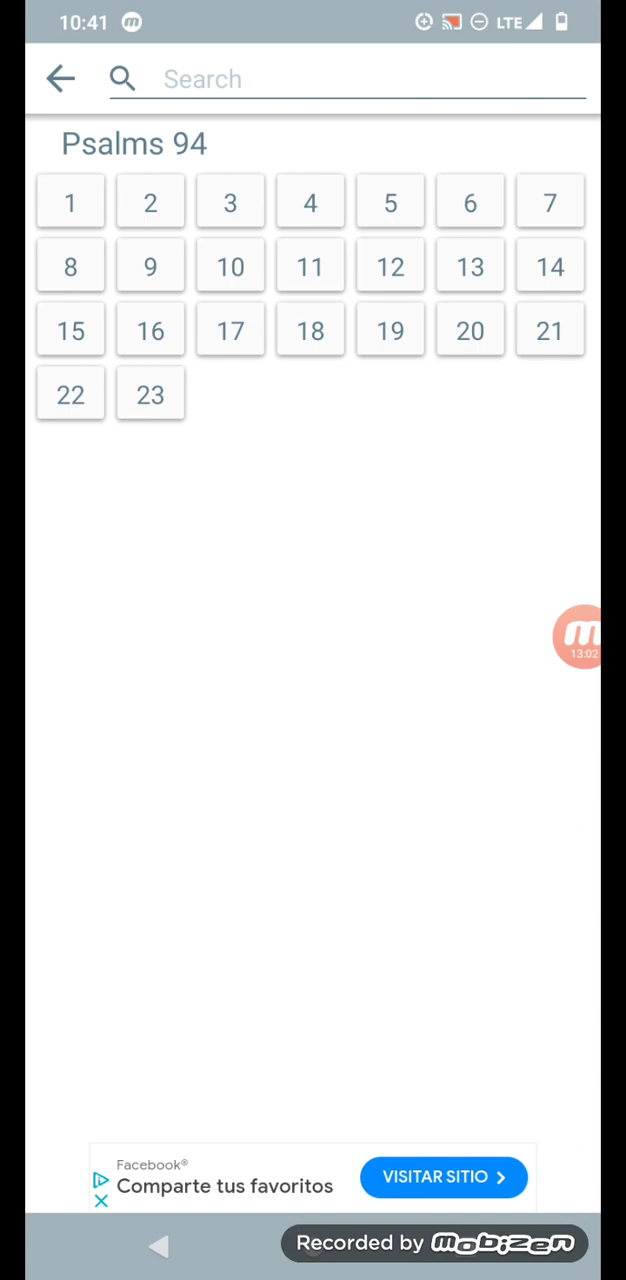 10:41 m LTE
Search
Psalms 94
1 2 3 4 5 6 7
8 9 10 11 12 13 14
15 16 17 18 19 20 21
22 23
m
13:02
Facebook®
Comparte tus favoritos
VISITAR SITIO
Recorded by mobizen